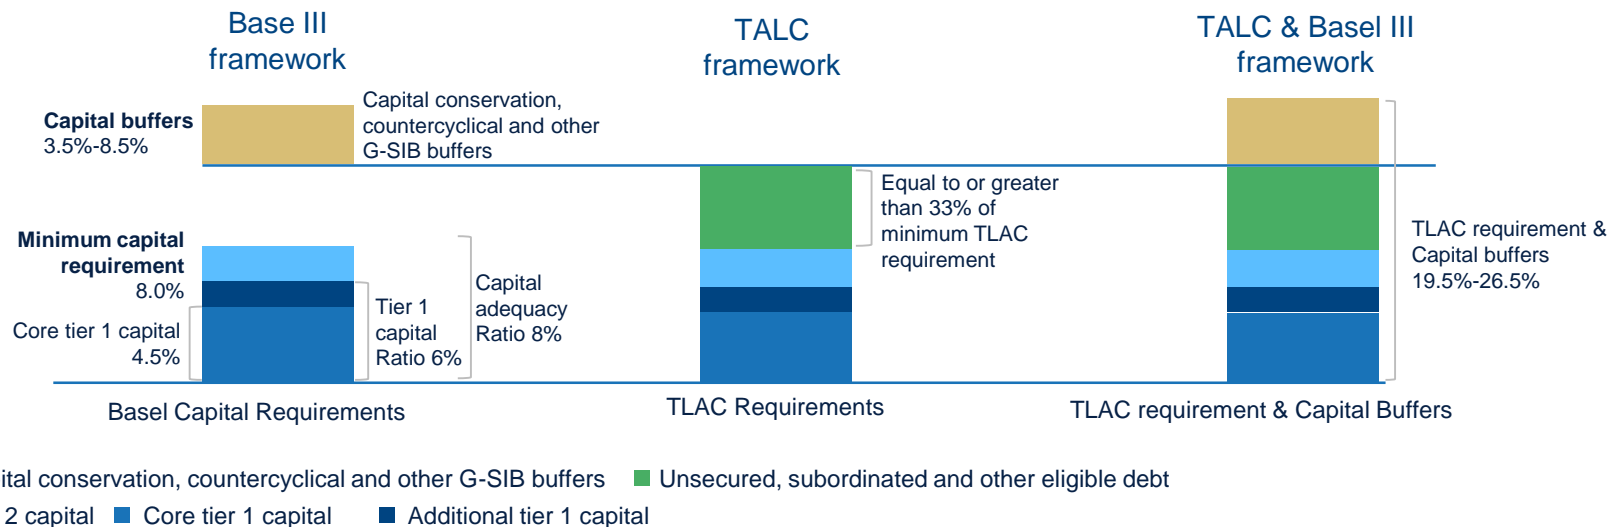 Base III
framework
TALC
framework
TALC & Basel III
framework
Capital buffers
3.5%-8.5%
Capital conservation,
countercyclical and other
G-SIB buffers
Equal to or greater
than 33% of
minimum TLAC
requirement
Minimum capital
requirement
8.0%
Core tier 1 capital
4.5%
Tier 1
capital
Ratio 6%
Capital
adequacy
Ratio 8%
TLAC requirement &
Capital buffers
19.5%-26.5%
Basel Capital Requirements
TLAC Requirements
TLAC requirement & Capital Buffers
ital conservation, countercyclical and other G-SIB buffers
Unsecured, subordinated and other eligible debt
2 capital
Core tier 1 capital
Additional tier 1 capital